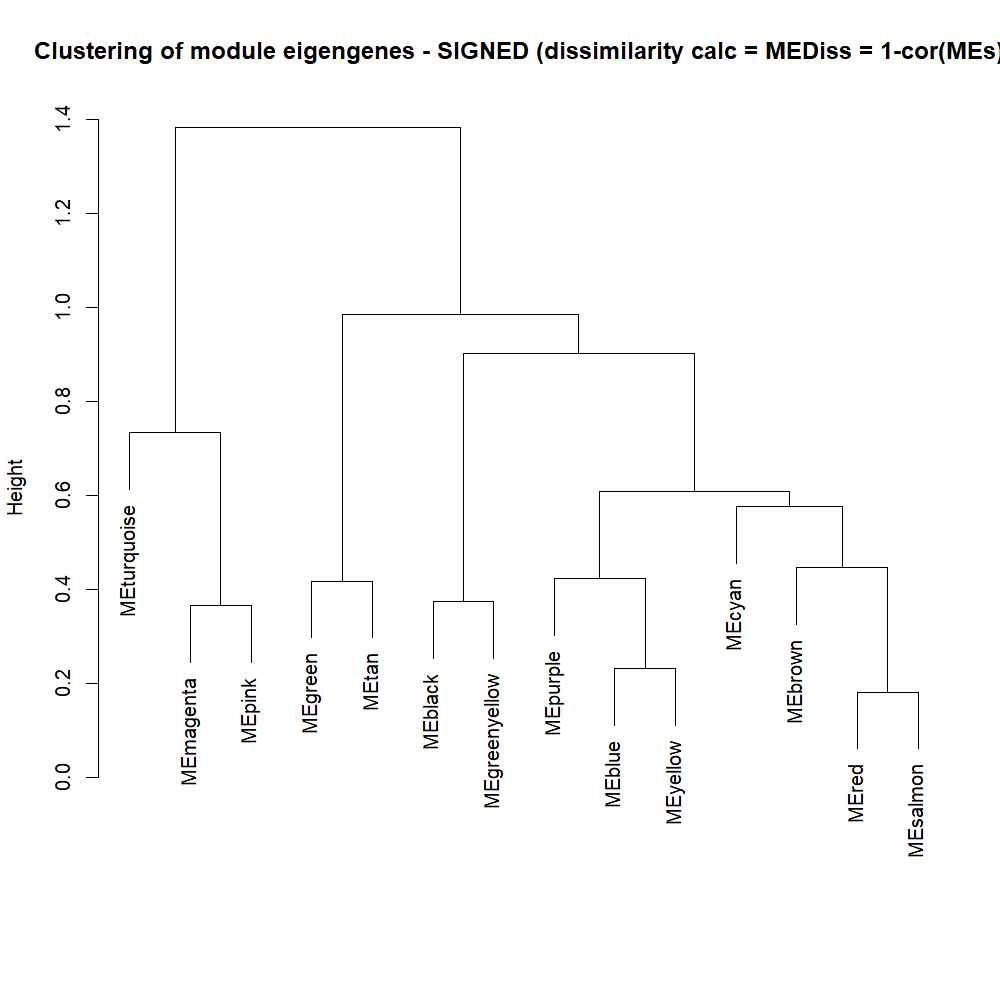 Clustering of module eigengenes - SIGNED (dissimilarity calc = MEDiss = 1-cor(MEs)
Height
1.4
1.2
1.0
0.8
0.6
0.4
0.2
0.0
MEturquoise
MEmagenta
MEpink
MEgreen
MEtan
MEblack
MEgreenyellow
MEpurple
MEblue
MEyellow
MEcyan
MEbrown
MEred
MEsalmon